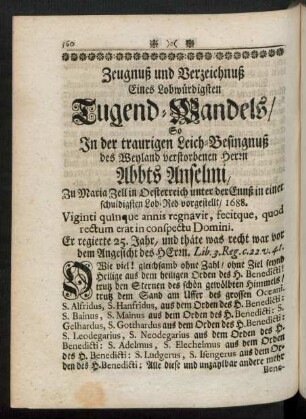 160
Zeugnuß und Verzeichnuß
Eines Lobwürdigsten
Tugend-Wandels/
So
In der traurigen Leich-Besingnuß
des Weyland verstorbenen Herrn
Abbts Anselmi,
Zu Maria Zell in Oesterreich unter der Ennß in einer
schuldigsten Lob-Red vorgestellt/ 1688.
Viginti quinque annis regnavit, fecitque, quod
rectum erat in conspectu Domini.
Er regierte 25. Jahr, und thäte was recht war vor
dem Angesicht des HErrn. Lib. 3. Reg. c. 22. v. 42.
Wie viel! gleichsamb ohne Zahl/ ohne Ziel seynd
Heilige aus dem heiligen Orden des H. Benedicti!
trutz den Sternen des schön gewölbten Himmels/
trutz dem Sand am Uffer des grossen Oceani.
S. Alfridus, S. Hanfridus, aus dem Orden des H. Benedicti:
S. Bainus, S. Mainus aus dem Orden des H. Benedicti: S.
Gelhardus, S. Gotthardus aus dem Orden des H. Benedicti:
S. Leodegarius, S. Neodegarius aus dem Orden des H.
Benedicti: S. Adelmus, S. Elechelmus aus dem Orden
des H. Benedicti: S. Ludgerus, S. Isengerus aus dem Or-
den des H. Benedicti: Alle diese und unzahlbare andere mehr
Bene-